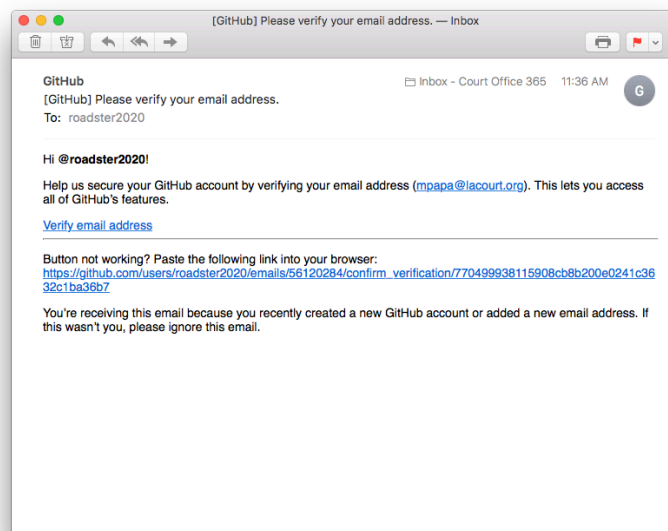 [GitHub] Please verify your email address. — Inbox
GitHub
Inbox - Court Office 365 11:36 AM
G
[GitHub] Please verify your email address.
To: roadster2020
Hi @roadster2020!
Help us secure your GitHub account by verifying your email address (mpapa@lacourt.org). This lets you access
all of GitHub's features.
Verify email address
Button not working? Paste the following link into your browser:
https://github.com/users/roadster2020/emails/56120284/confirm_verification/770499938115908cb8b200e0241c36
32c1ba36b7
You're receiving this email because you recently created a new GitHub account or added a new email address. If
this wasn't you, please ignore this email.